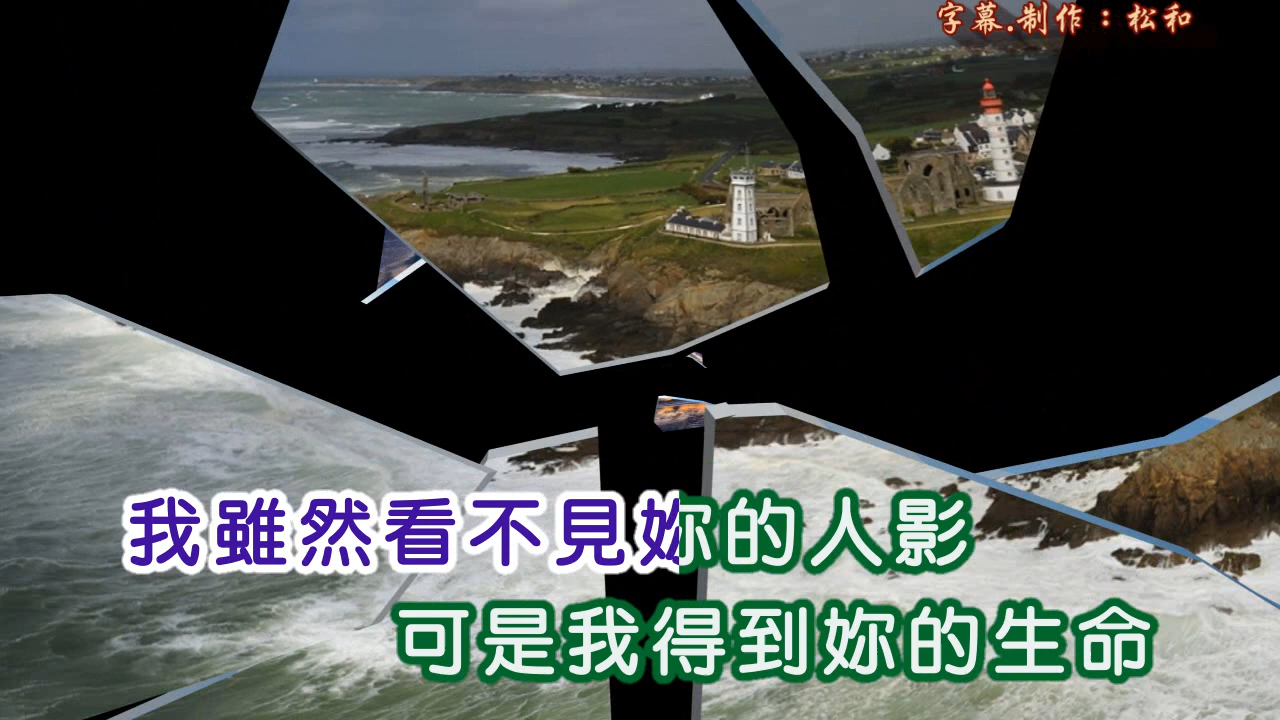 字幕.制作：松和
我雖然看不見妳的人影
可是我得到妳的生命